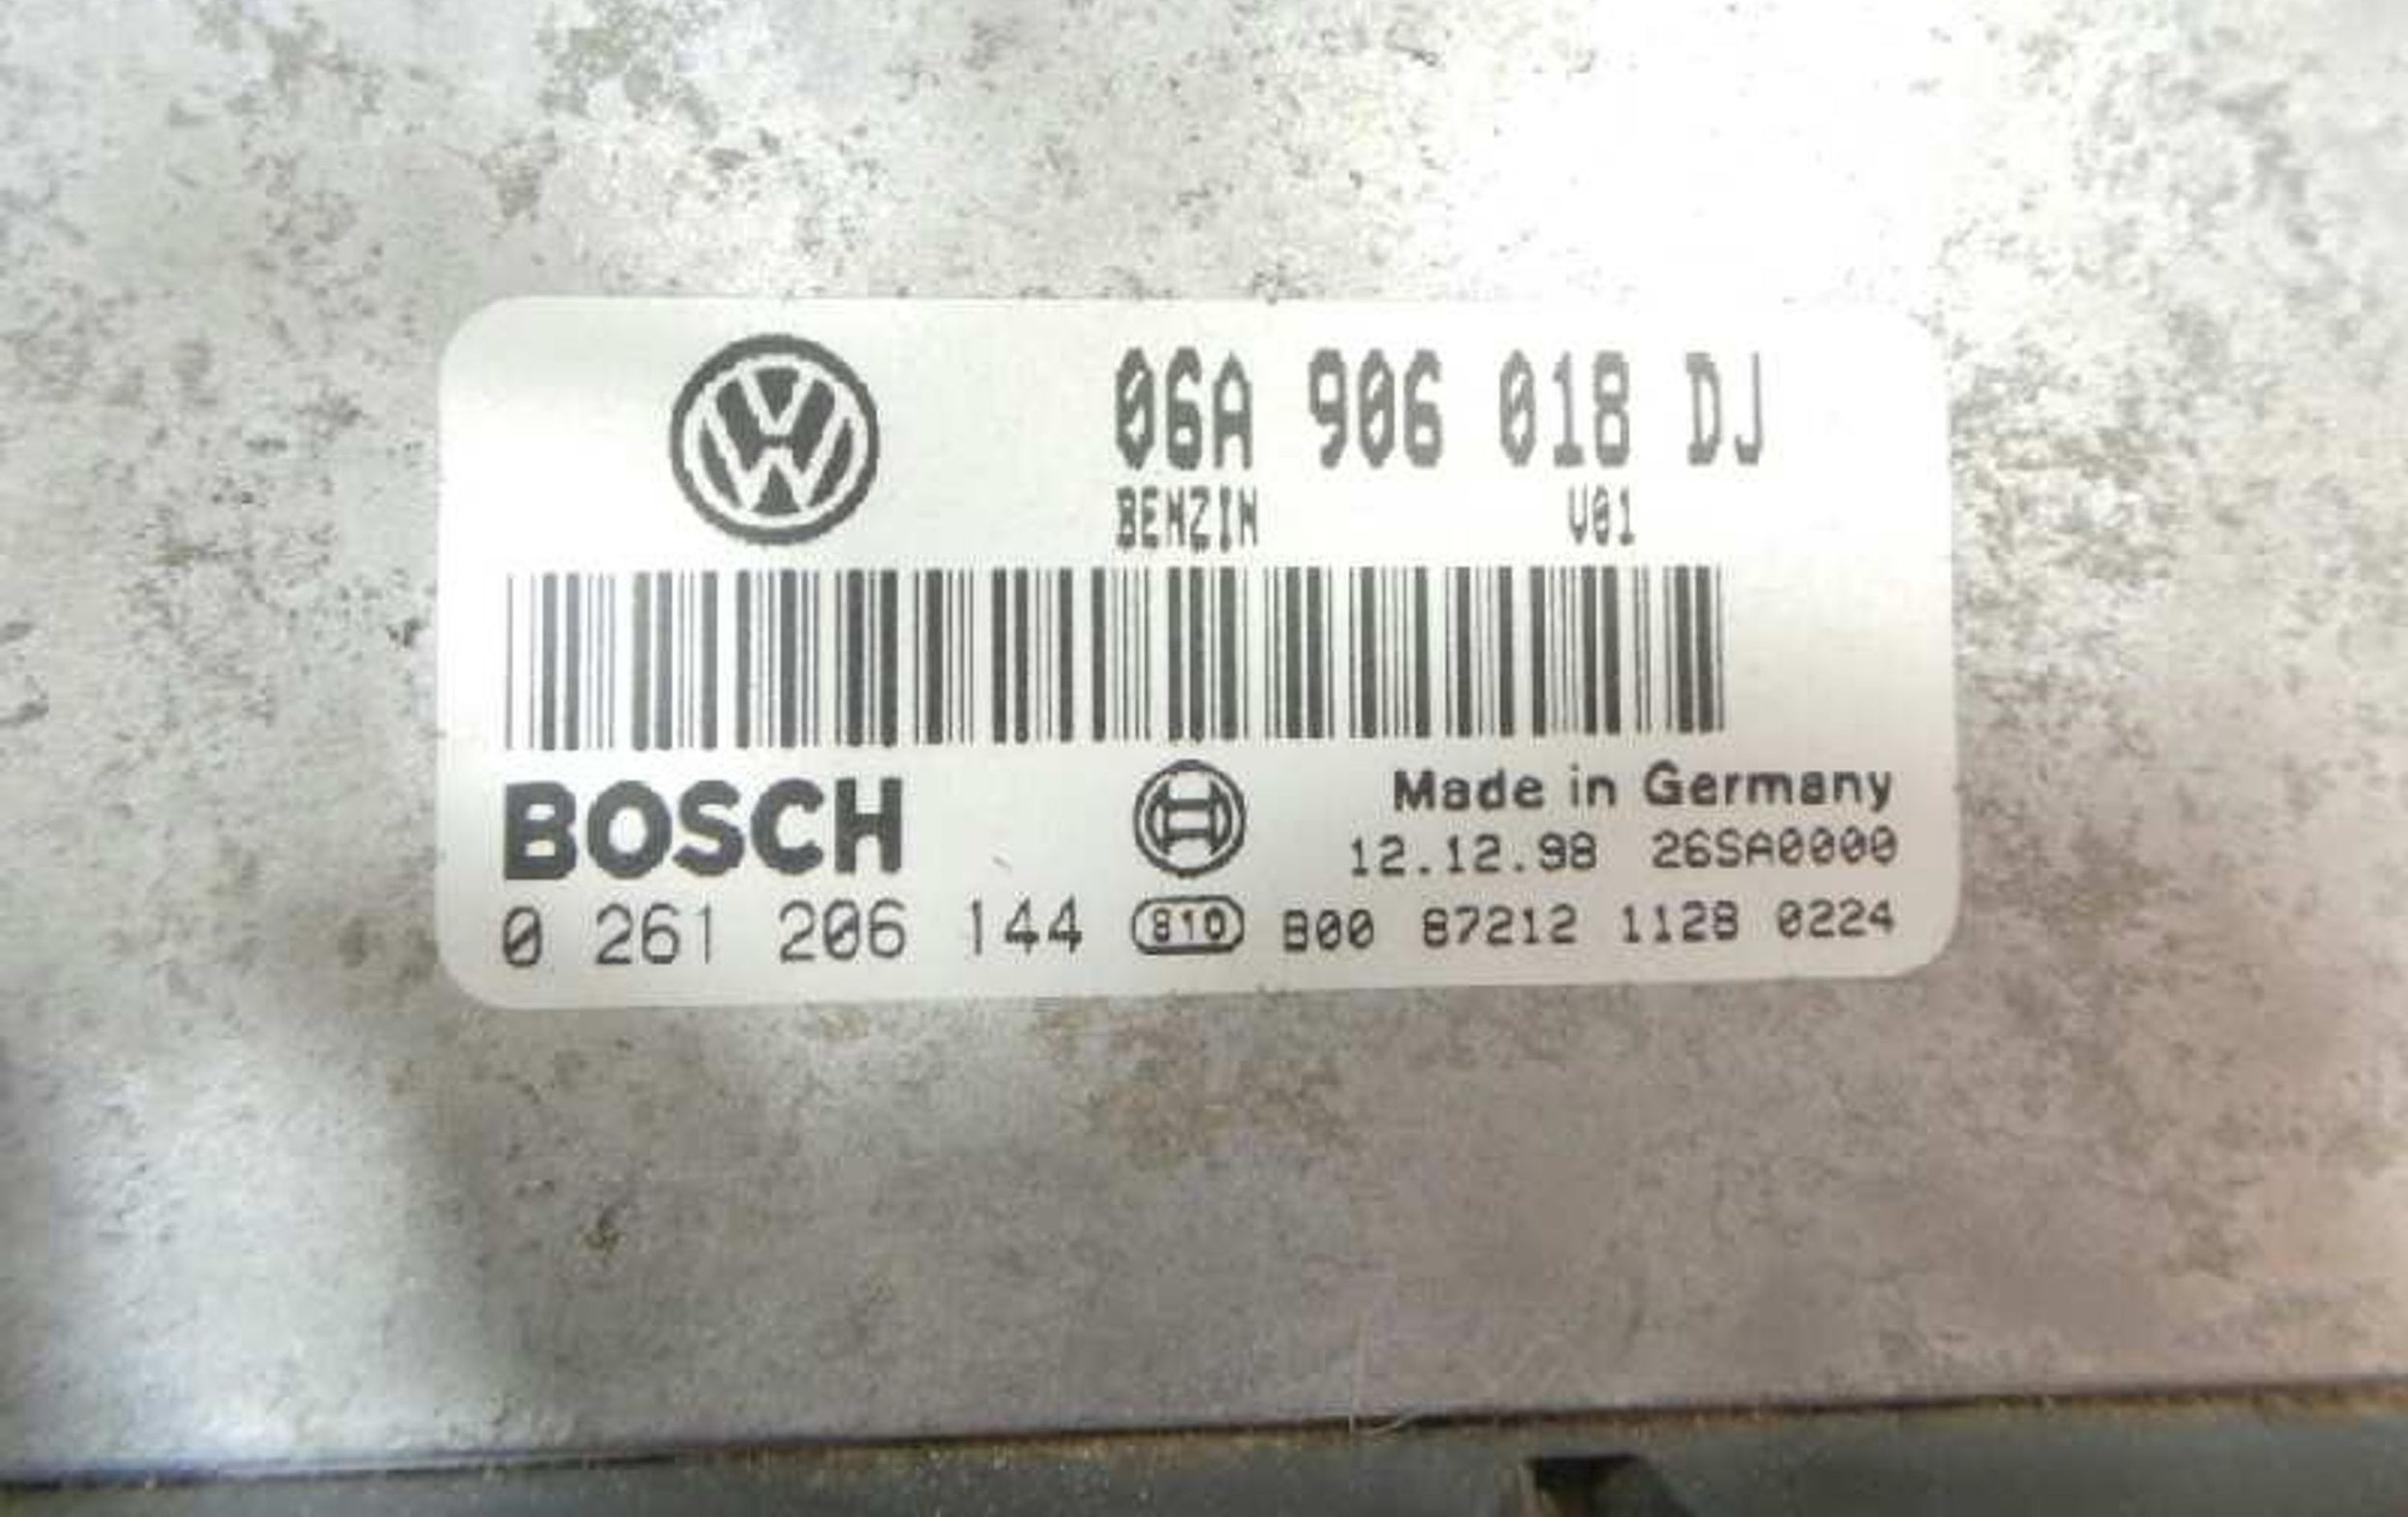 06A 906 018 DJ
BENZIN V01
BOSCH
Made in Germany
12.12.98 26SA0000
0 261 206 144 810 B00 87212 1128 0224